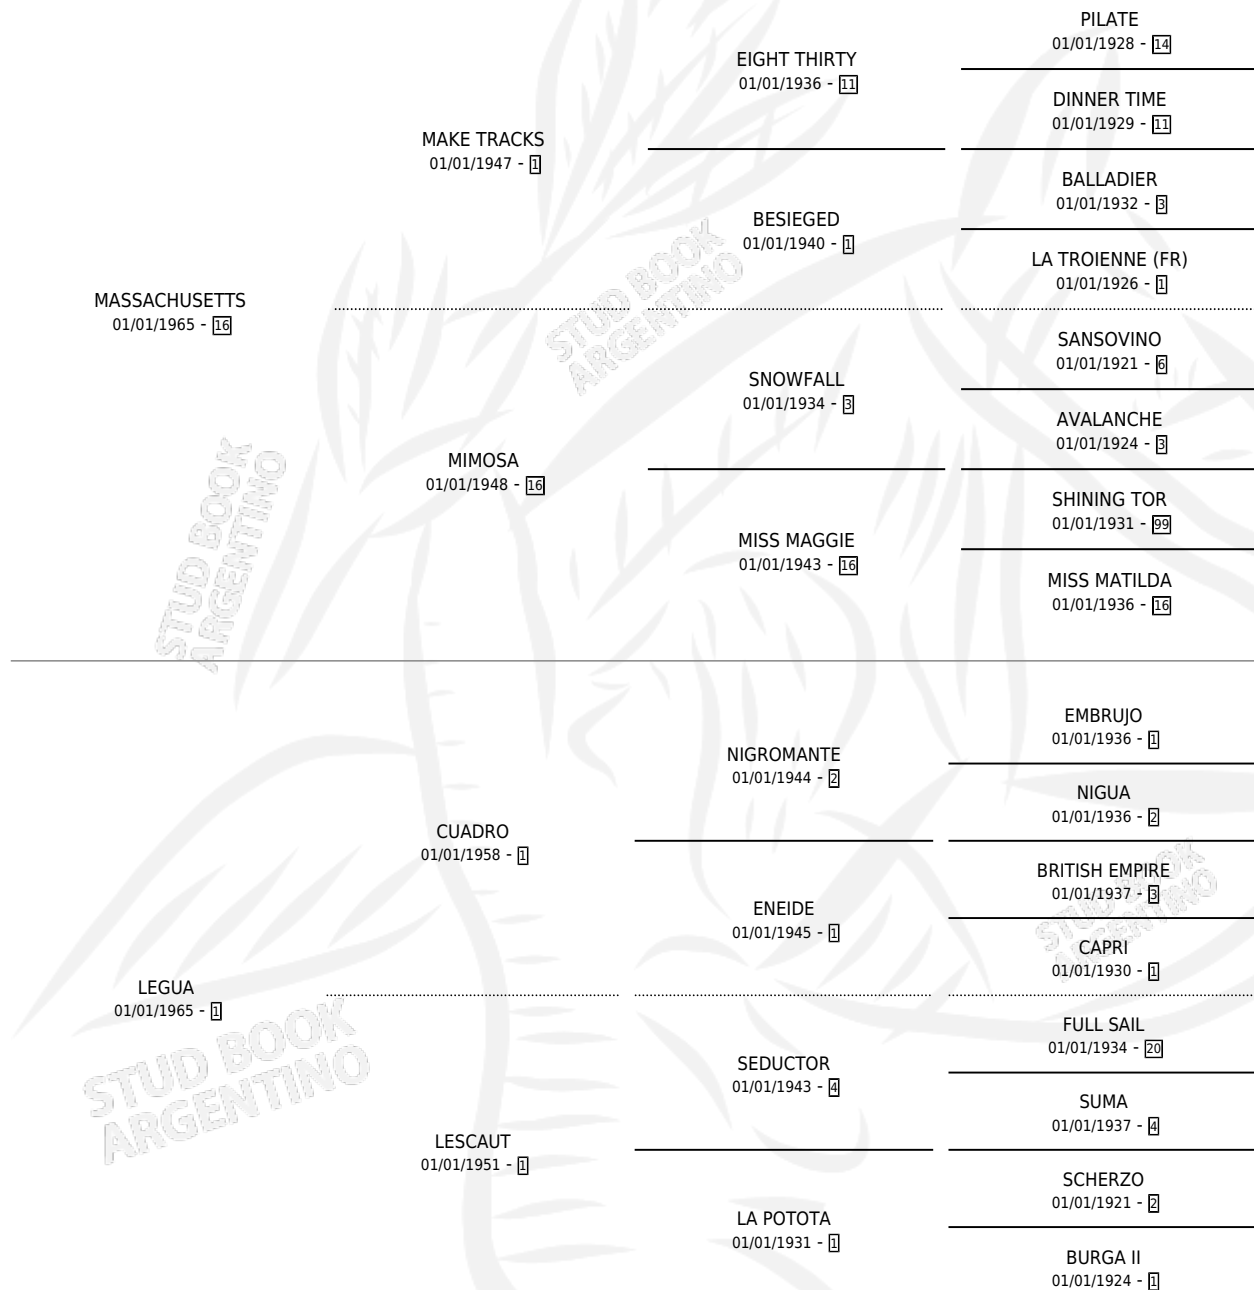 PILATE
01/01/1928 - 14
EIGHT THIRTY
01/01/1936 - 11
DINNER TIME
01/01/1929 - 11
MAKE TRACKS
01/01/1947 - 1
BALLADIER
01/01/1932 - 3
BESIEGED
01/01/1940 - 1
LA TROIENNE (FR)
01/01/1926 - 1
MASSACHUSETTS
01/01/1965 - 16
STUD BOOK
ARGENTINO
SANSOVINO
01/01/1921 - 6
SNOWFALL
01/01/1934 - 3
AVALANCHE
01/01/1924 - 3
MIMOSA
01/01/1948 - 16
STUD BOOK
ARGENTINO
SHINING TOR
01/01/1931 - 99
MISS MAGGIE
01/01/1943 - 16
MISS MATILDA
01/01/1936 - 16
EMBRUJO
01/01/1936 - 1
NIGROMANTE
01/01/1944 - 2
NIGUA
01/01/1936 - 2
CUADRO
01/01/1958 - 1
BRITISH EMPIRE
01/01/1937 - 3
ENEIDE
01/01/1945 - 1
STUD BOOK
ARGENTINO
CAPRI
01/01/1930 - 1
LEGUA
01/01/1965 - 1
STUD BOOK
ARGENTINO
FULL SAIL
01/01/1934 - 20
SEDUCTOR
01/01/1943 - 4
SUMA
01/01/1937 - 4
LESCAUT
01/01/1951 - 1
SCHERZO
01/01/1921 - 2
LA POTOTA
01/01/1931 - 1
BURGA II
01/01/1924 - 1